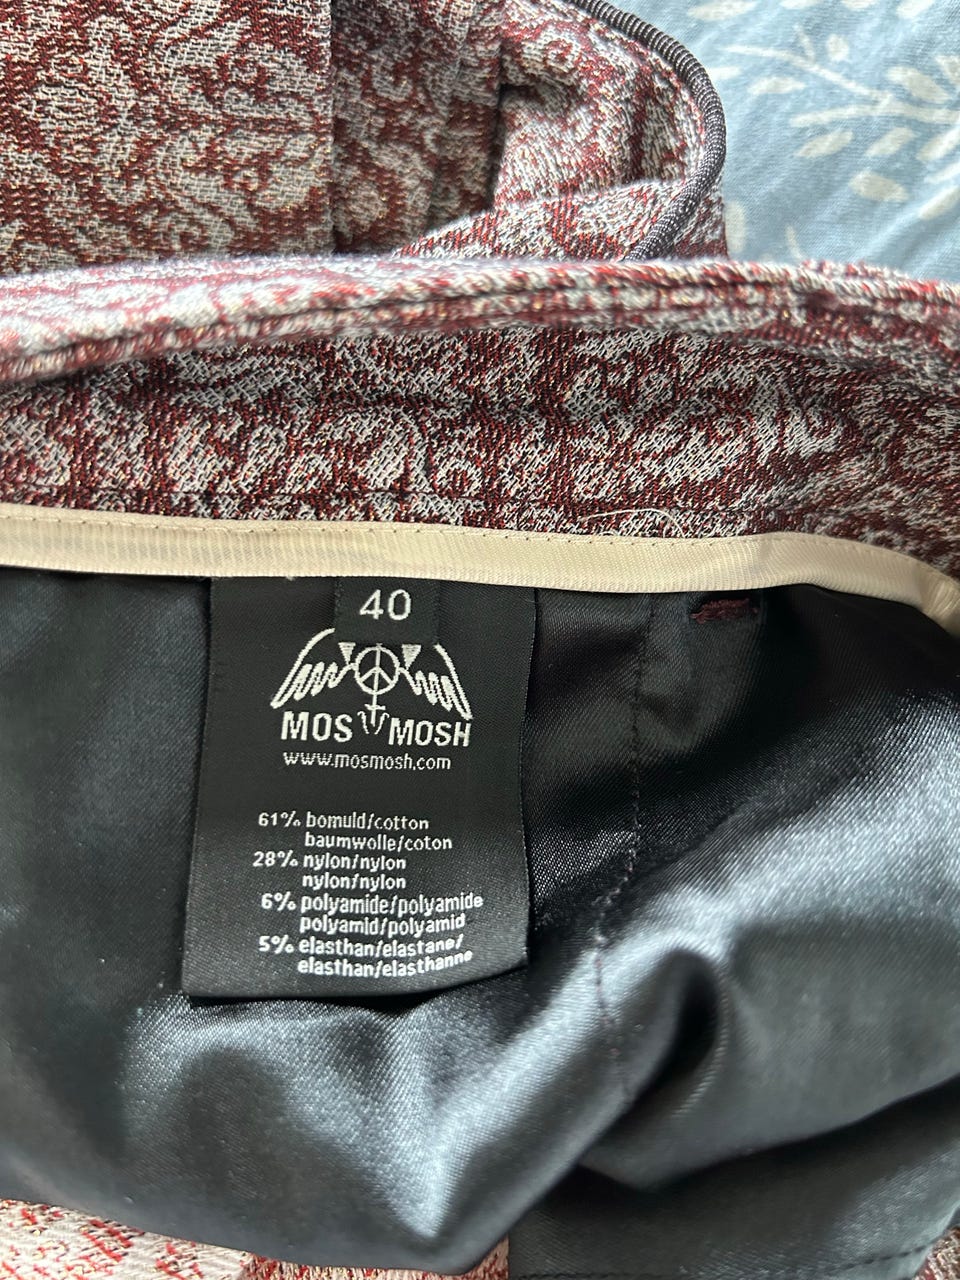 40
MOS MOSH
www.mosmosh.com
61% bomuld/cotton
baumwolle/coton
28% nylon/nylon
nylon/nylon
6% polyamide/polyamide
polyamid/polyamid
5% elasthan/elastane/
elasthan/elasthanne